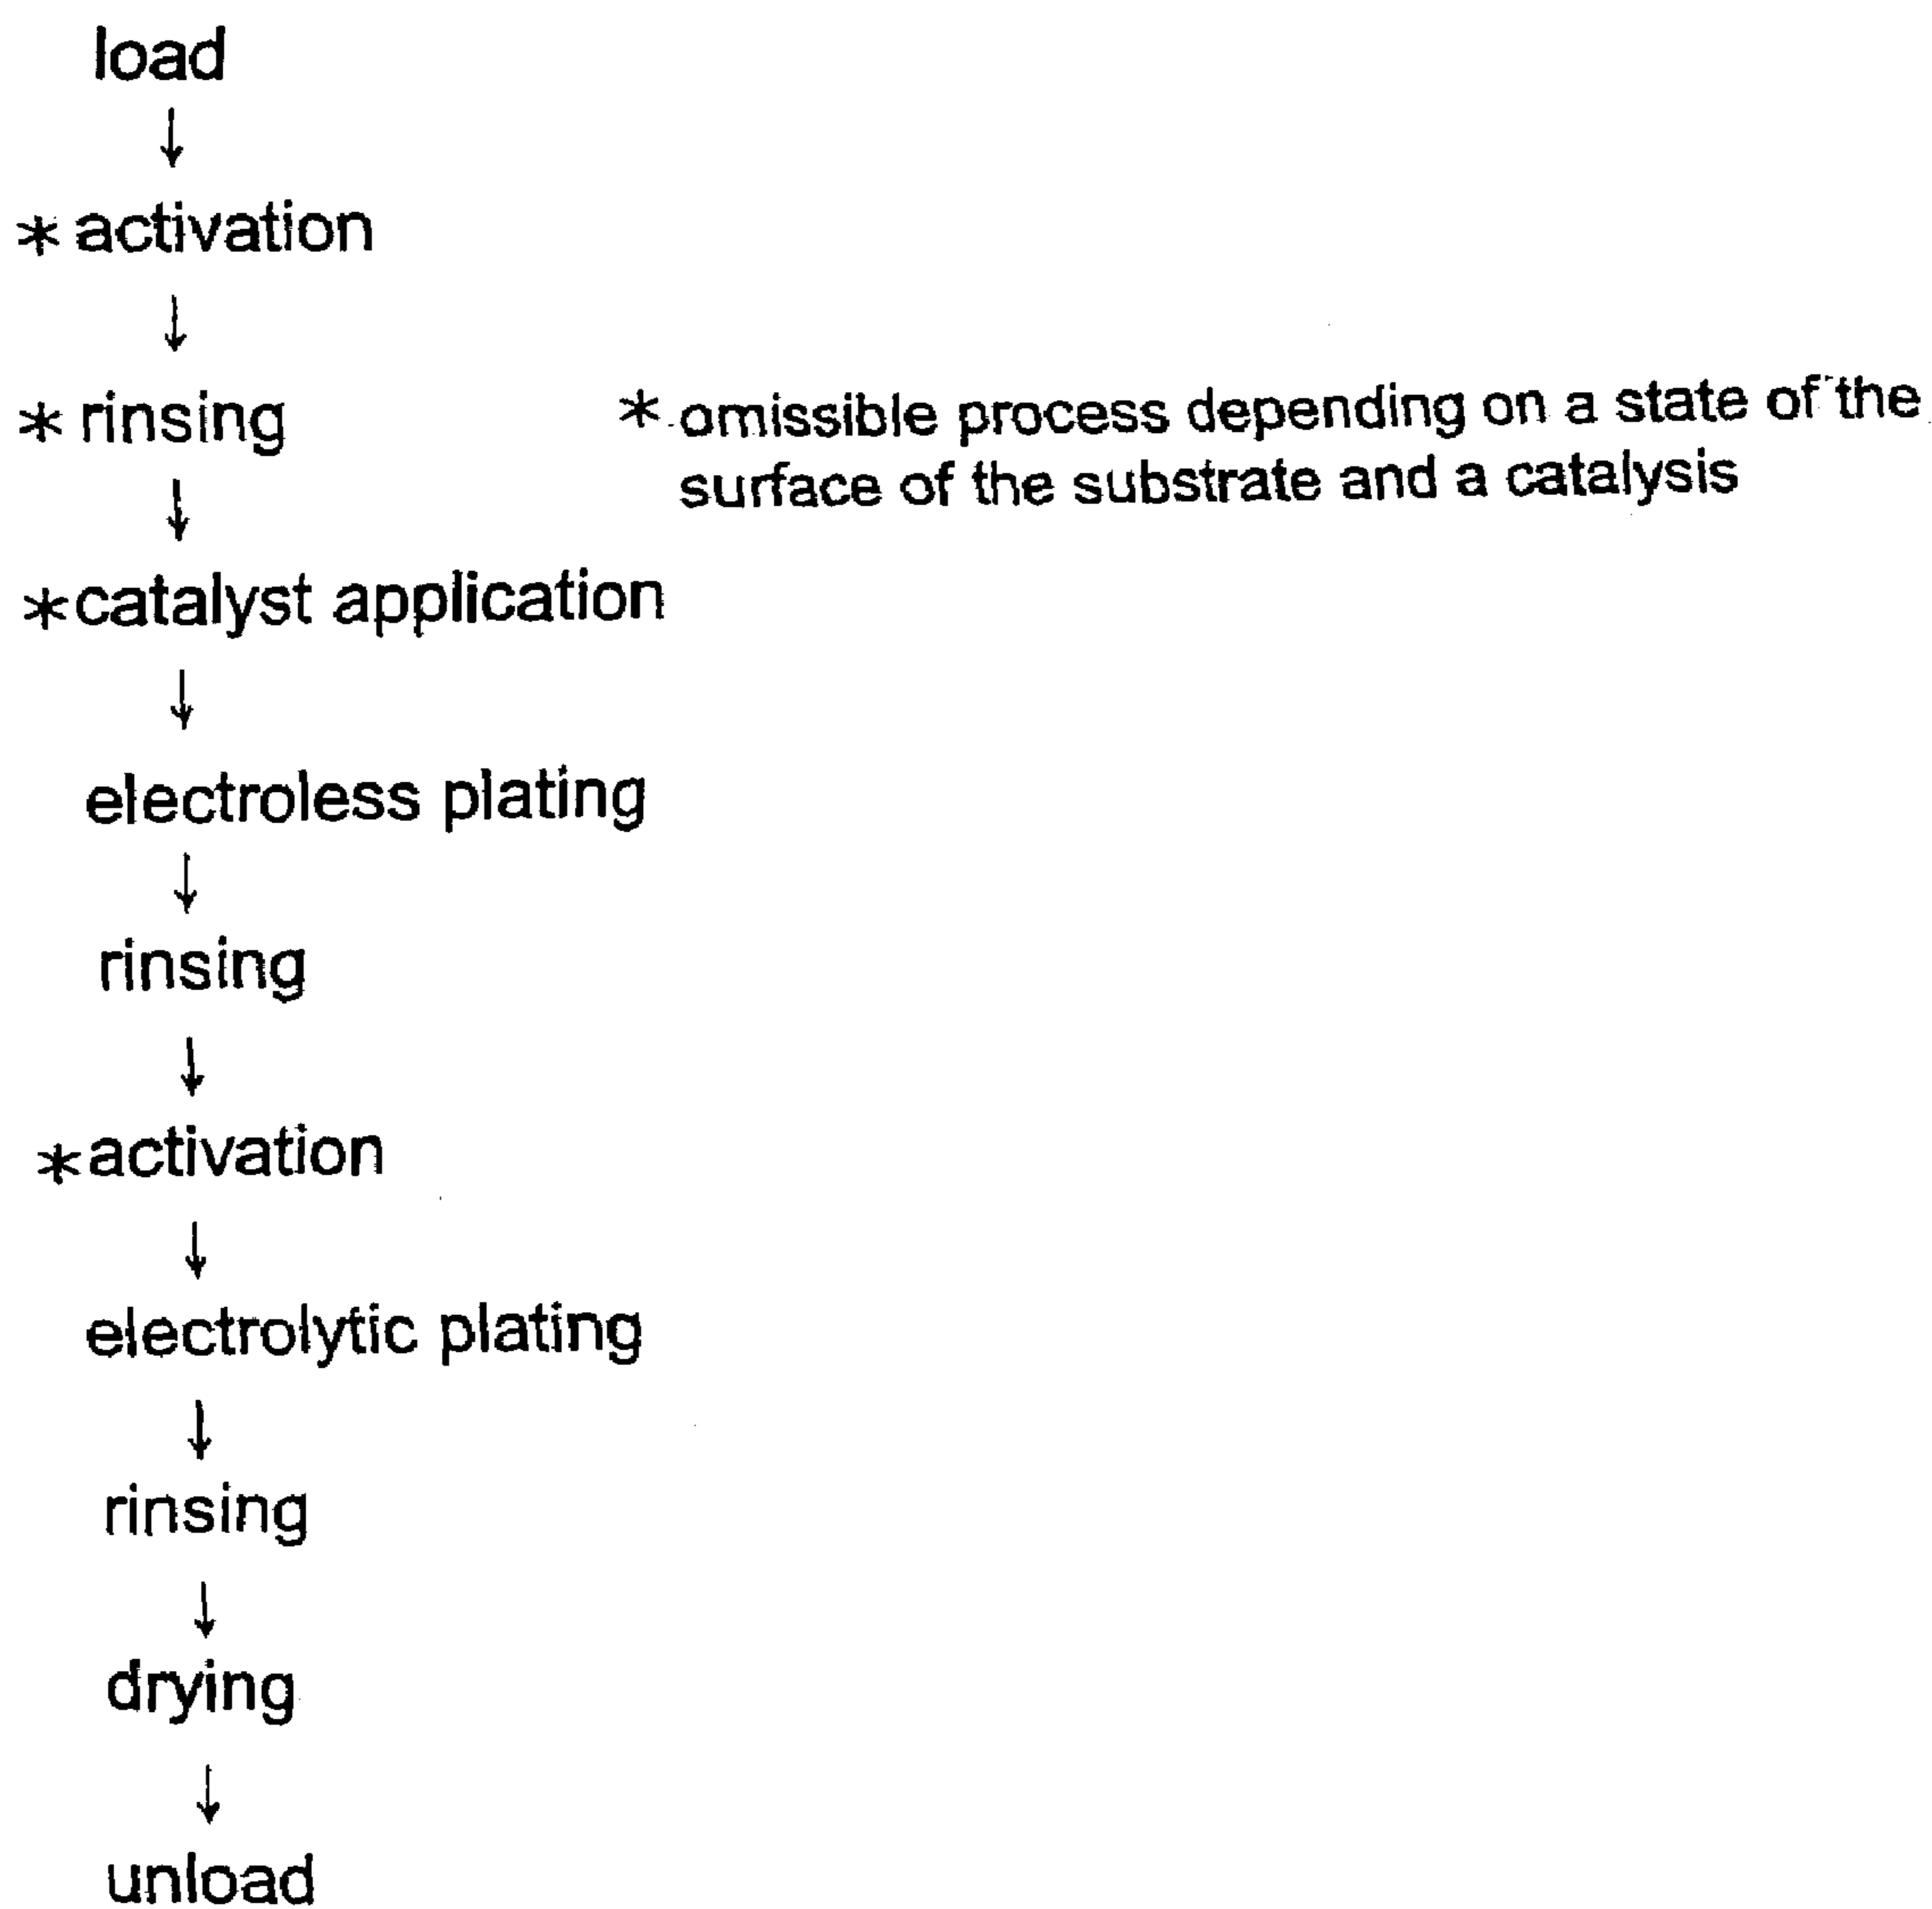 load
↓
* activation
↓
* rinsing
* omissible process depending on a state of the
surface of the substrate and a catalysis
↓
*catalyst application
↓
electroless plating
↓
rinsing
↓
*activation
↓
electrolytic plating
↓
rinsing
↓
drying
↓
unload